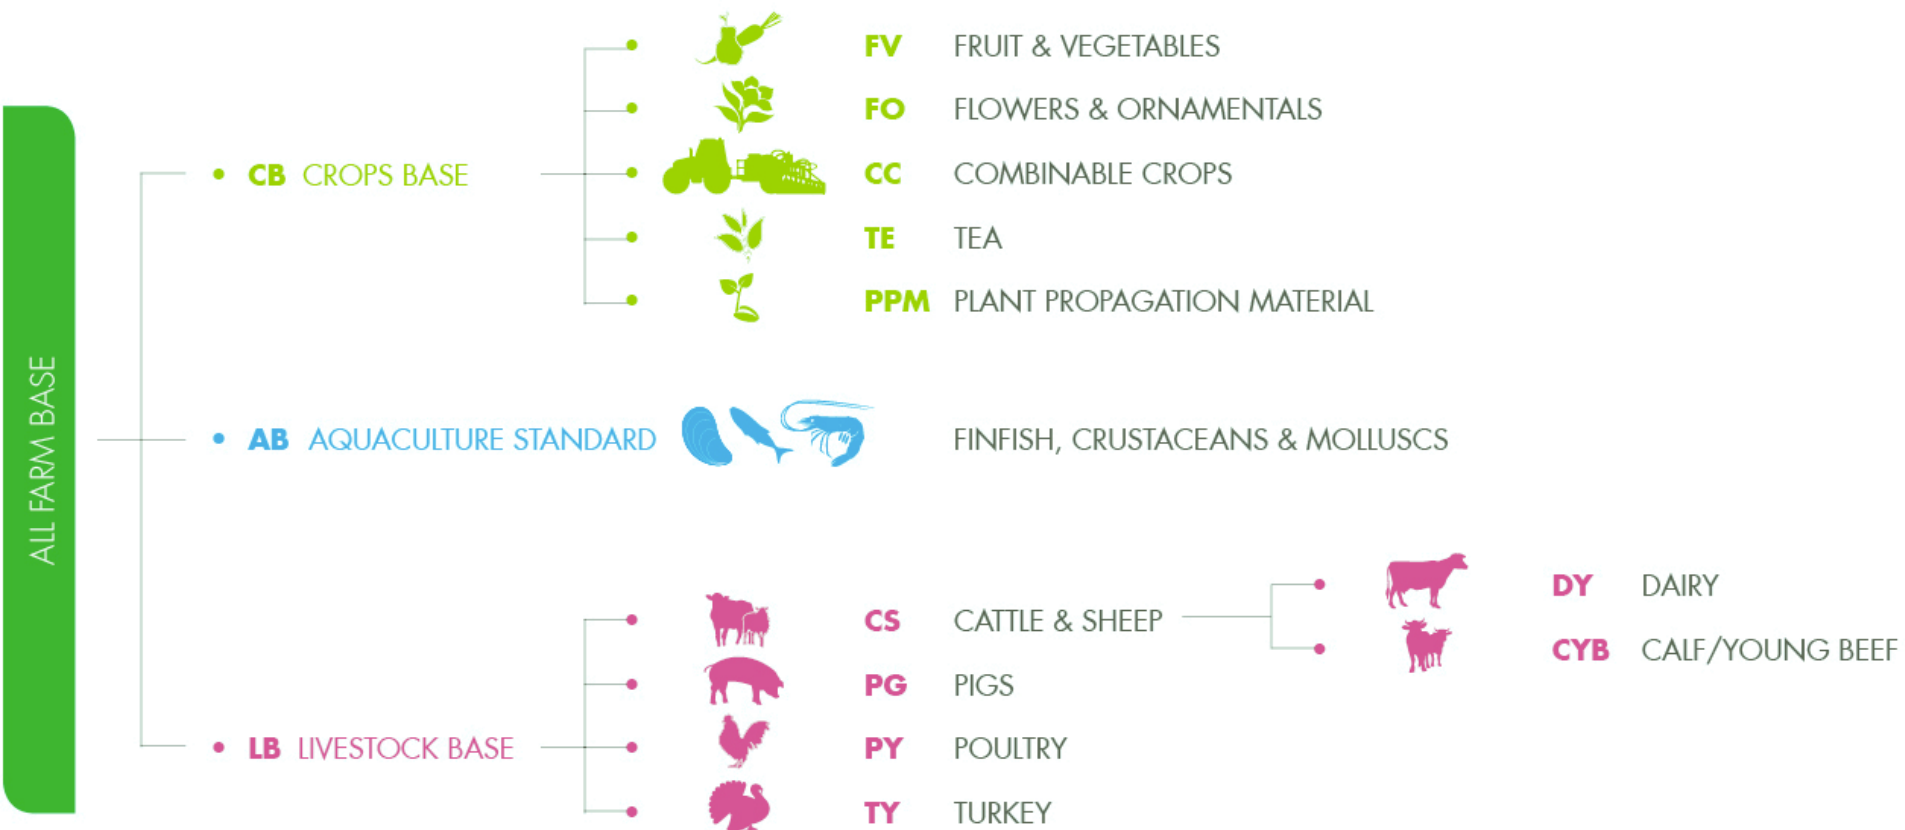 ALL FARM BASE
CB CROPS BASE
FV FRUIT & VEGETABLES
FO FLOWERS & ORNAMENTALS
CC COMBINABLE CROPS
TE TEA
PPM PLANT PROPAGATION MATERIAL
AB AQUACULTURE STANDARD
FINFISH, CRUSTACEANS & MOLLUSCS
LB LIVESTOCK BASE
CS CATTLE & SHEEP
DY DAIRY
CYB CALF/YOUNG BEEF
PG PIGS
PY POULTRY
TY TURKEY